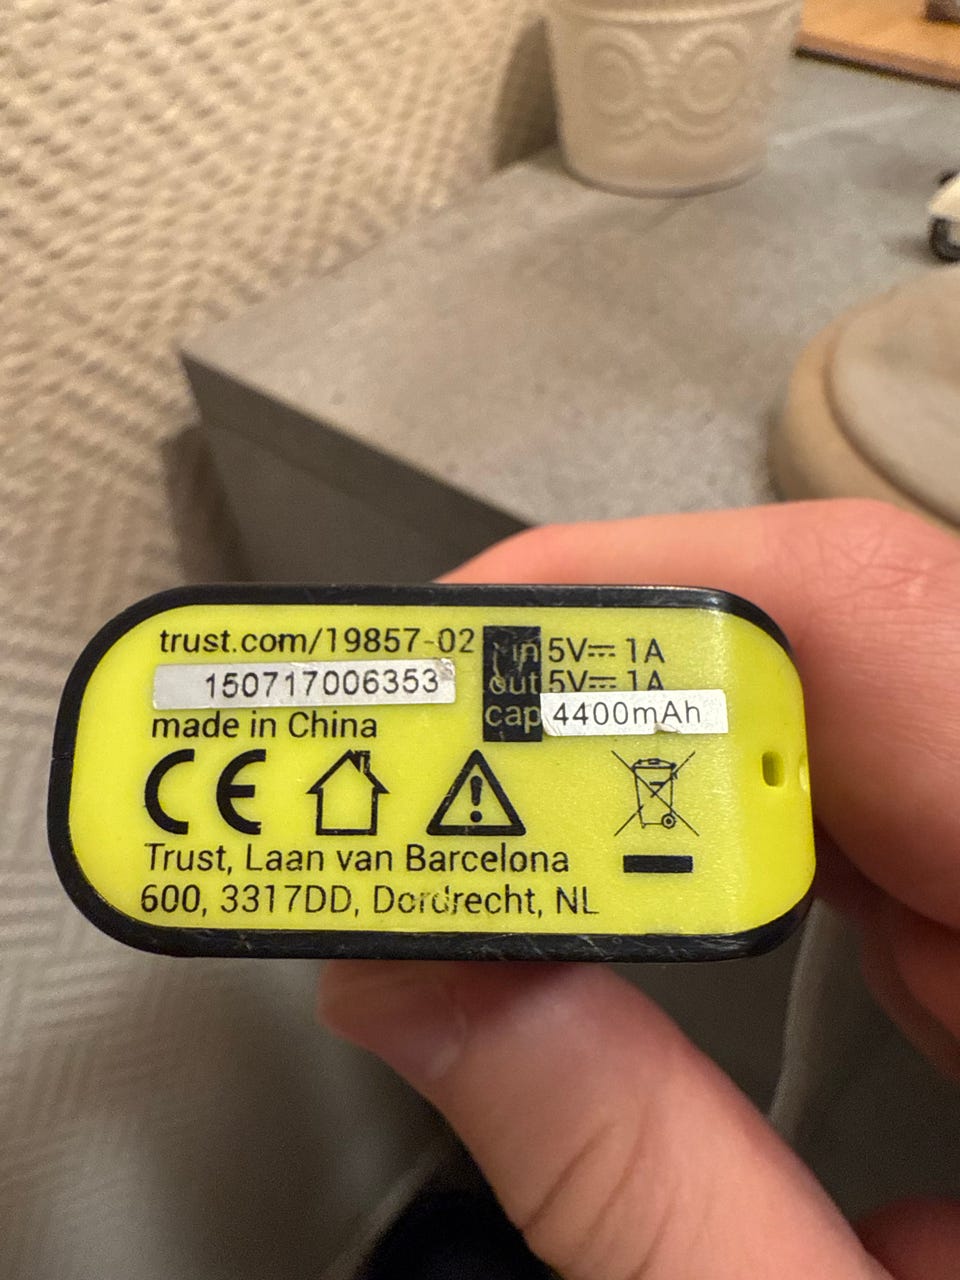 trust.com/19857-02
150717006353
made in China
in 5V⎓ 1A
out 5V⎓ 1A
cap 4400mAh
CE
Trust, Laan van Barcelona
600, 3317DD, Dordrecht, NL